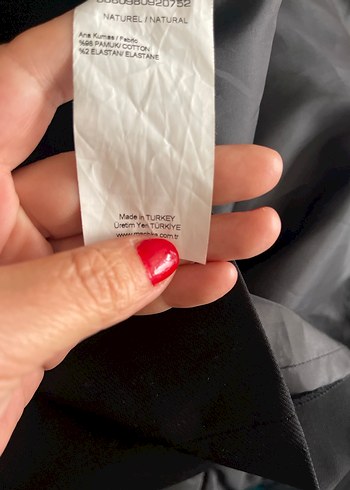 NATUREL / NATURAL
Ana Kumaş / Fabric
%98 PAMUK/ COTTON
%2 ELASTAN/ ELASTANE
Made in TURKEY
Üretim Yeri TÜRKİYE